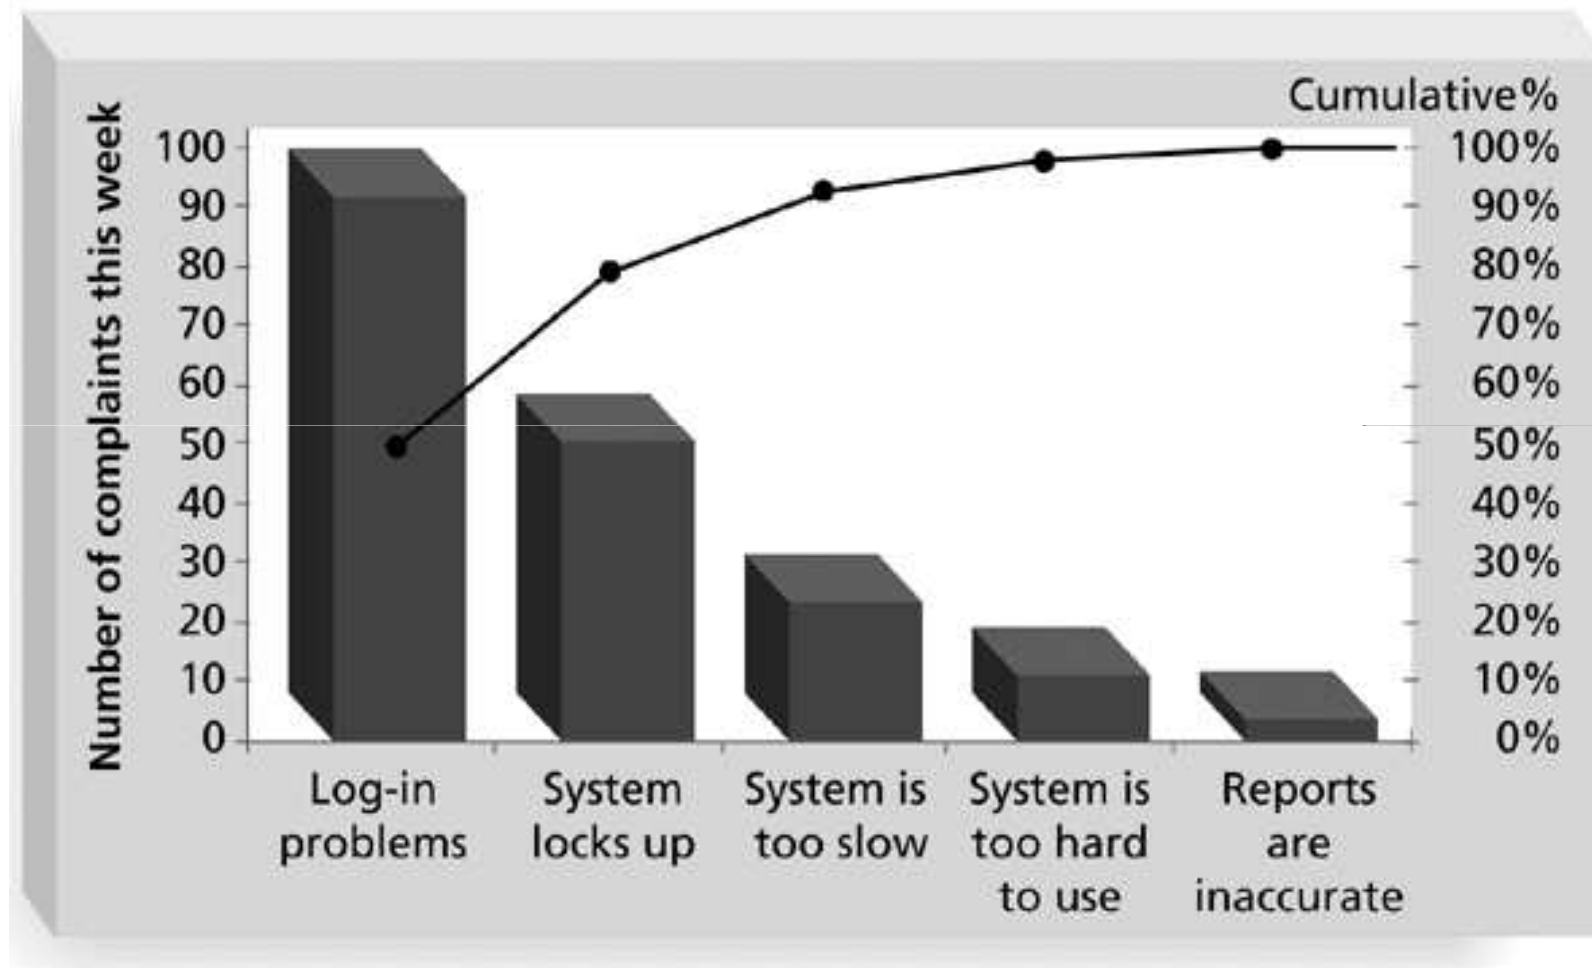 Cumulative%
Number of complaints this week
100
90
80
70
60
50
40
30
20
10
0
100%
90%
80%
70%
60%
50%
40%
30%
20%
10%
0%
Log-in
problems
System
locks up
System is
too slow
System is
too hard
to use
Reports
are
inaccurate